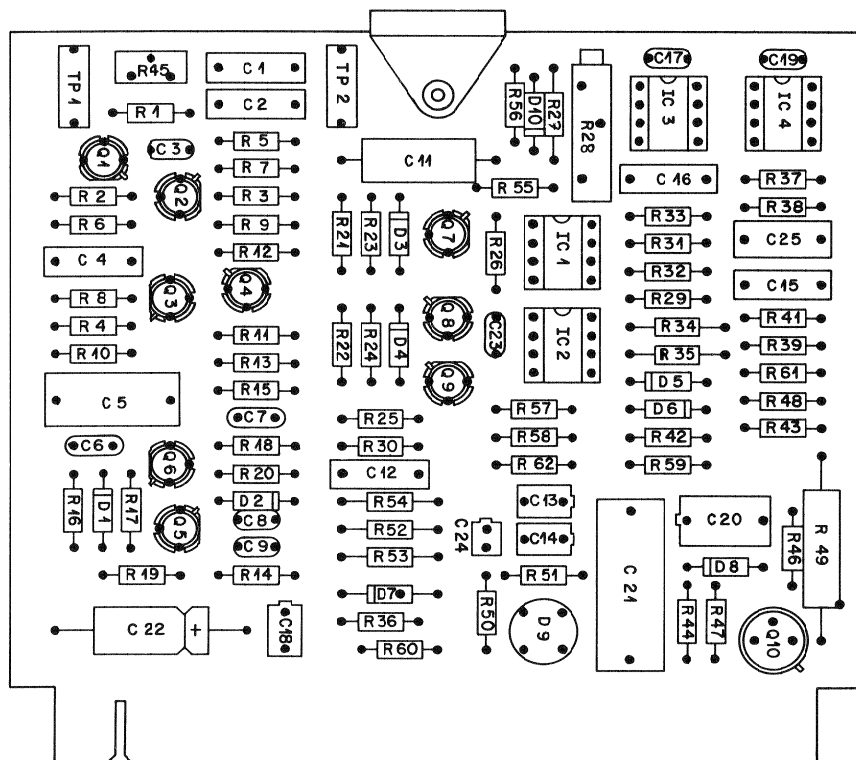 TP1
R45
C1
TP2
C17
C19
C2
R1
R56
D10
R27
R28
IC3
IC4
Q1
C3
R5
C11
R7
Q2
R55
C16
R37
R2
R3
R38
R6
R9
R21
R23
D3
Q7
R26
IC1
R33
C25
R12
R31
C4
Q3
Q4
R32
C15
R8
R29
R4
R11
R22
R24
D4
Q8
C23
IC2
R34
R41
R10
R13
R35
R39
R15
Q9
D5
R61
C5
C7
R25
R57
D6
R48
C6
R18
R30
R58
R42
R43
Q6
R20
C12
R62
R59
R16
D1
R17
D2
R54
C13
C21
C20
R46
R49
Q5
C8
R52
C24
C14
C9
R53
R19
R14
R51
D8
D7
R50
R44
R47
C22
+
C18
R36
D9
Q10
R60